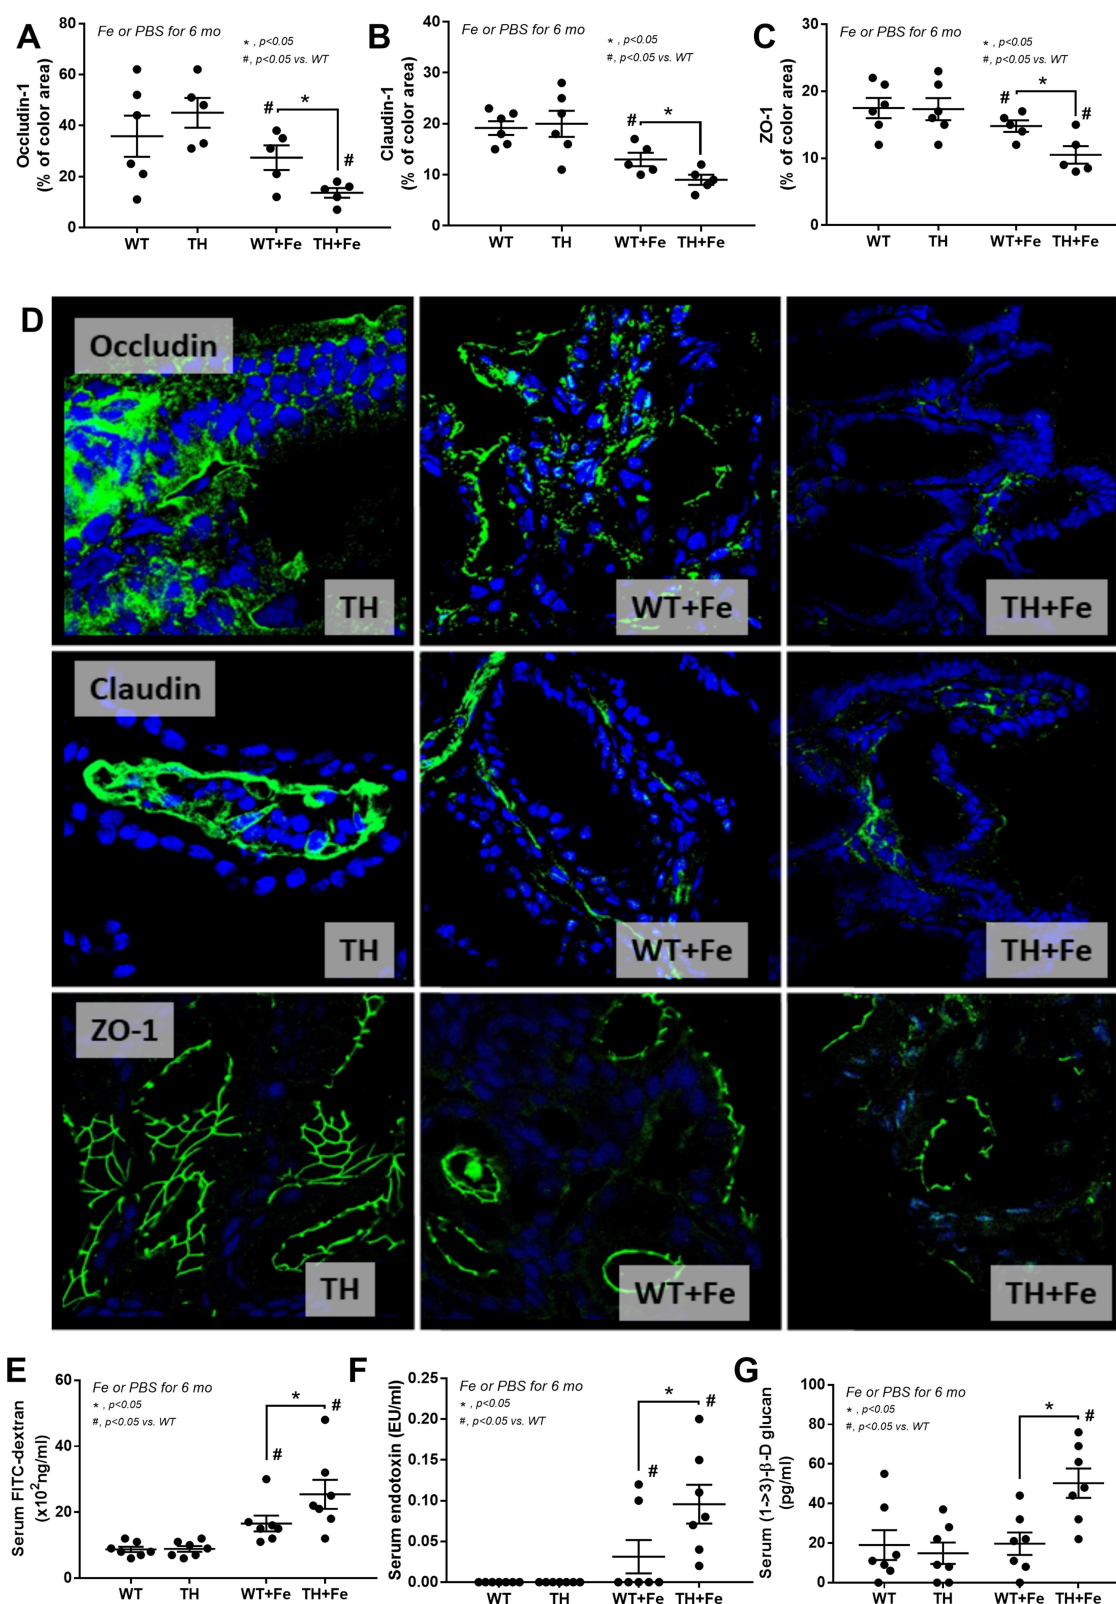 A
Occludin-1
(% of color area)
Fe or PBS for 6 mo
*, p<0.05
#, p<0.05 vs. WT
80
60
40
20
0
#
*
#
WT TH WT+Fe TH+Fe
B
Claudin-1
(% of color area)
Fe or PBS for 6 mo
*, p<0.05
#, p<0.05 vs. WT
40
30
20
10
0
#
*
WT TH WT+Fe TH+Fe
C
ZO-1
(% of color area)
Fe or PBS for 6 mo
*, p<0.05
#, p<0.05 vs. WT
30
20
10
0
#
*
#
WT TH WT+Fe TH+Fe
D
Occludin
TH WT+Fe TH+Fe
Claudin
TH WT+Fe TH+Fe
ZO-1
TH WT+Fe TH+Fe
E
Serum FITC-dextran
(x10²ng/ml)
Fe or PBS for 6 mo
*, p<0.05
#, p<0.05 vs. WT
60
40
20
0
#
*
#
WT TH WT+Fe TH+Fe
F
Serum endotoxin (EU/ml)
Fe or PBS for 6 mo
*, p<0.05
#, p<0.05 vs. WT
0.25
0.20
0.15
0.10
0.05
0.00
#
*
#
WT TH WT+Fe TH+Fe
G
Serum (1->3)-β-D glucan
(pg/ml)
Fe or PBS for 6 mo
*, p<0.05
#, p<0.05 vs. WT
100
80
60
40
20
0
*
#
WT TH WT+Fe TH+Fe